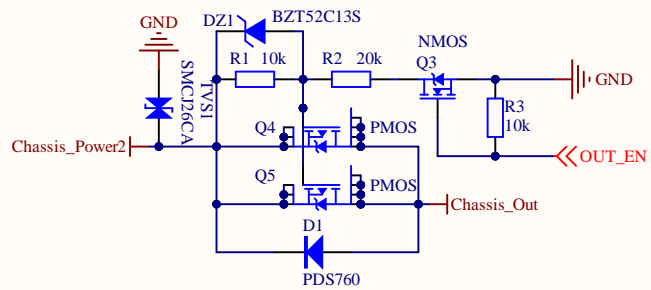 GND
DZ1
BZT52C13S
NMOS
R1 10k
R2 20k
Q3
GND
SMCJ26CA
TVS1
R3
10k
Q4
PMOS
Chassis_Power2
OUT_EN
Q5
PMOS
Chassis_Out
D1
PDS760